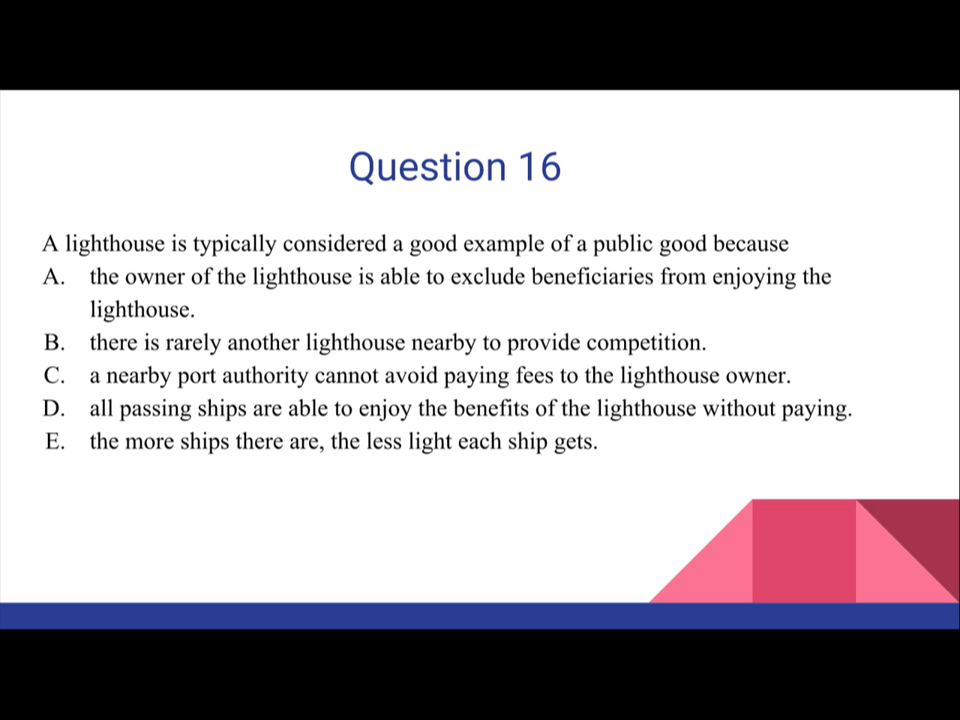 Question 16
A lighthouse is typically considered a good example of a public good because
A. the owner of the lighthouse is able to exclude beneficiaries from enjoying the
lighthouse.
B. there is rarely another lighthouse nearby to provide competition.
C. a nearby port authority cannot avoid paying fees to the lighthouse owner.
D. all passing ships are able to enjoy the benefits of the lighthouse without paying.
E. the more ships there are, the less light each ship gets.